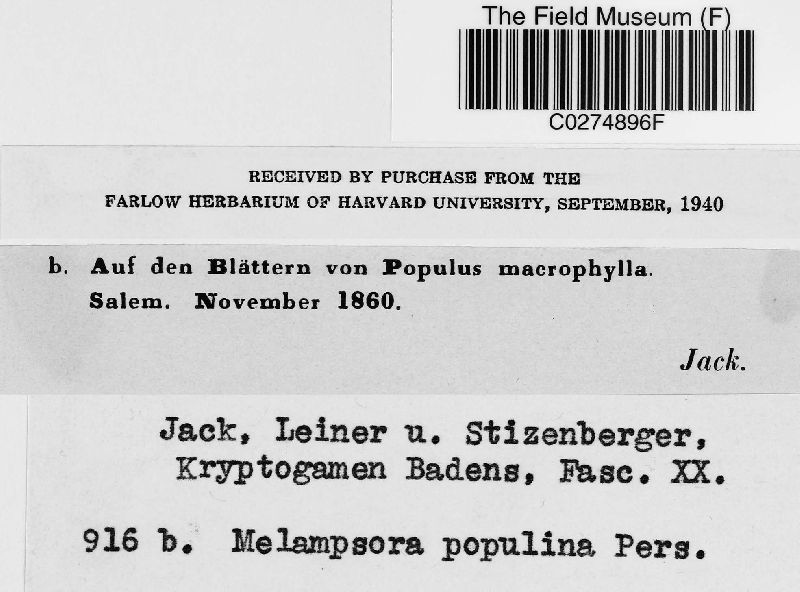 The Field Museum (F)
C0274896F
RECEIVED BY PURCHASE FROM THE
FARLOW HERBARIUM OF HARVARD UNIVERSITY, SEPTEMBER, 1940
b. Auf den Blättern von Populus macrophylla.
Salem. November 1860.
Jack.
Jack, Leiner u. Stizenberger,
Kryptogamen Badens, Fasc. XX.
916 b. Melampsora populina Pers.